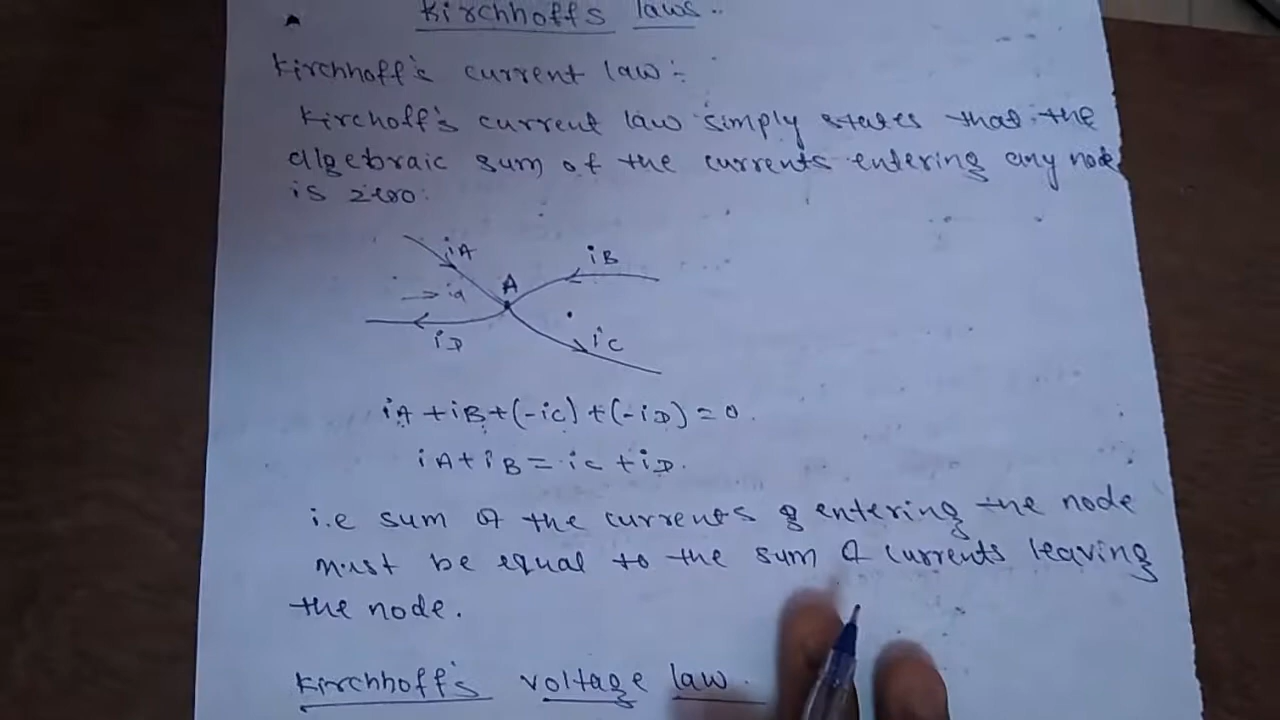 Kirchhoffs laws..
Kirchhoff's current law:-
Kirchoff's current law simply states that the
algebraic sum of the currents entering any node
is zero.
iA
iB
A
→ iA
iD
iC
iA + iB + (-iC) + (-iD) = 0.
iA + iB = iC + iD.
i.e sum of the currents entering the node
must be equal to the sum of currents leaving
the node.
Kirchhoff's voltage law.